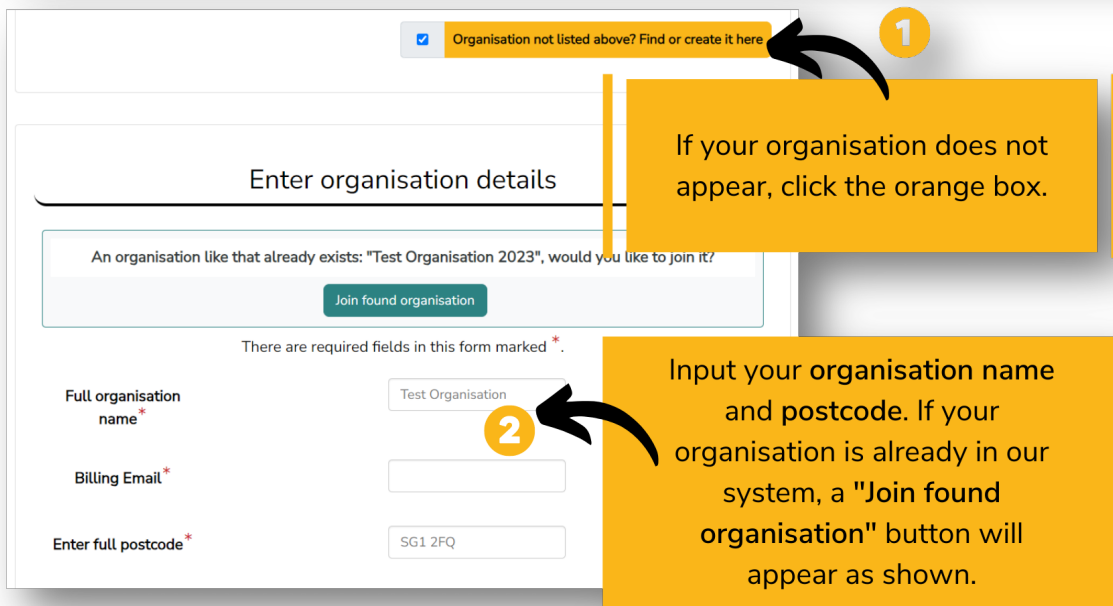 Organisation not listed above? Find or create it here
1
If your organisation does not
appear, click the orange box.
Enter organisation details
An organisation like that already exists: "Test Organisation 2023", would you like to join it?
Join found organisation
There are required fields in this form marked *.
Full organisation
name*
Test Organisation
2
Billing Email*
Enter full postcode*
SG1 2FQ
Input your organisation name
and postcode. If your
organisation is already in our
system, a "Join found
organisation" button will
appear as shown.